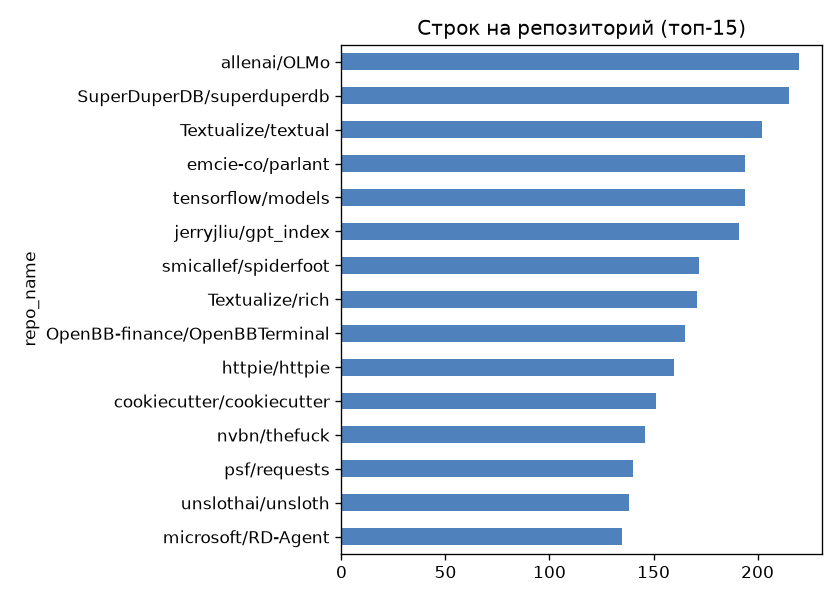 Строк на репозиторий (топ-15)
allenai/OLMo
SuperDuperDB/superduperdb
Textualize/textual
emcie-co/parlant
tensorflow/models
jerryjliu/gpt_index
smicallef/spiderfoot
Textualize/rich
OpenBB-finance/OpenBBTerminal
httpie/httpie
cookiecutter/cookiecutter
nvbn/thefuck
psf/requests
unslothai/unsloth
microsoft/RD-Agent
repo_name
0 50 100 150 200